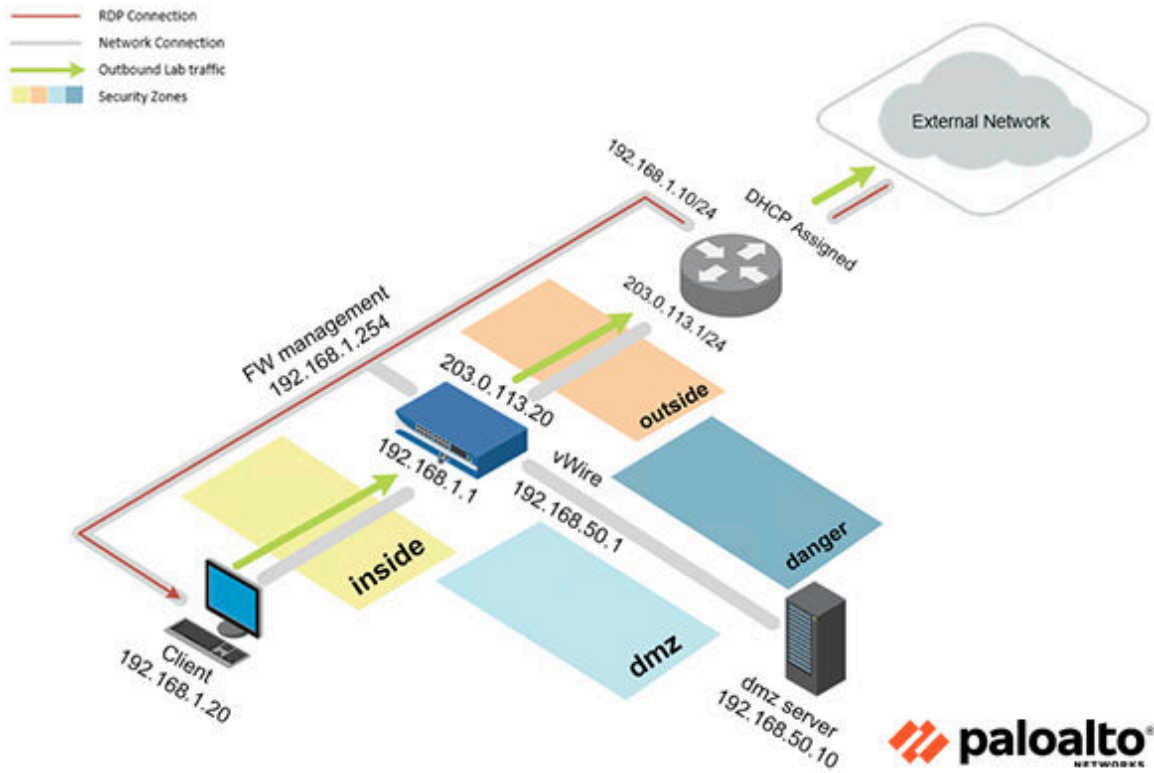 RDP Connection
Network Connection
Outbound Lab traffic
Security Zones
External Network
192.168.1.10/24
DHCP Assigned
203.0.113.1/24
FW management
192.168.1.254
203.0.113.20
outside
192.168.1.1
vWire
192.168.50.1
danger
inside
dmz
Client
192.168.1.20
dmz server
192.168.50.10
paloalto®
NETWORKS